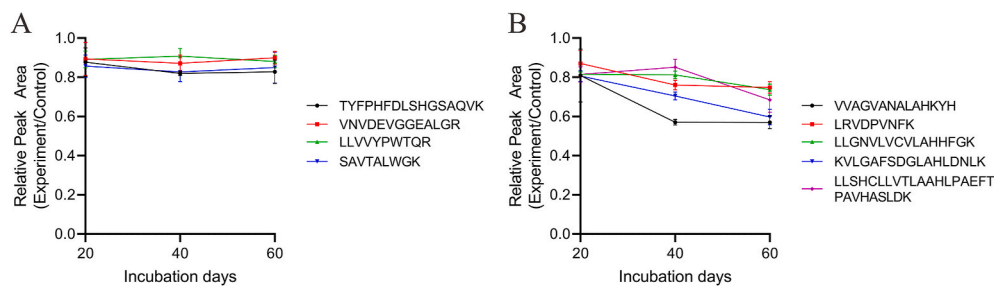 A
Relative Peak Area
(Experiment/Control)
1.0
0.8
0.6
0.4
0.2
0.0
20
40
60
Incubation days
TYFPHFDLSHGSAQVK
VNVDEVGGEALGR
LLVVYPWTQR
SAVTALWGK
B
Relative Peak Area
(Experiment/Control)
1.0
0.8
0.6
0.4
0.2
0.0
20
40
60
Incubation days
VVAGVANALAHKYH
LRVDPVNFK
LLGNVLVCVLAHHFGK
KVLGAFSDGLAHLDNLK
LLSHCLLVTLAAHLPAEFT
PAVHASLDK